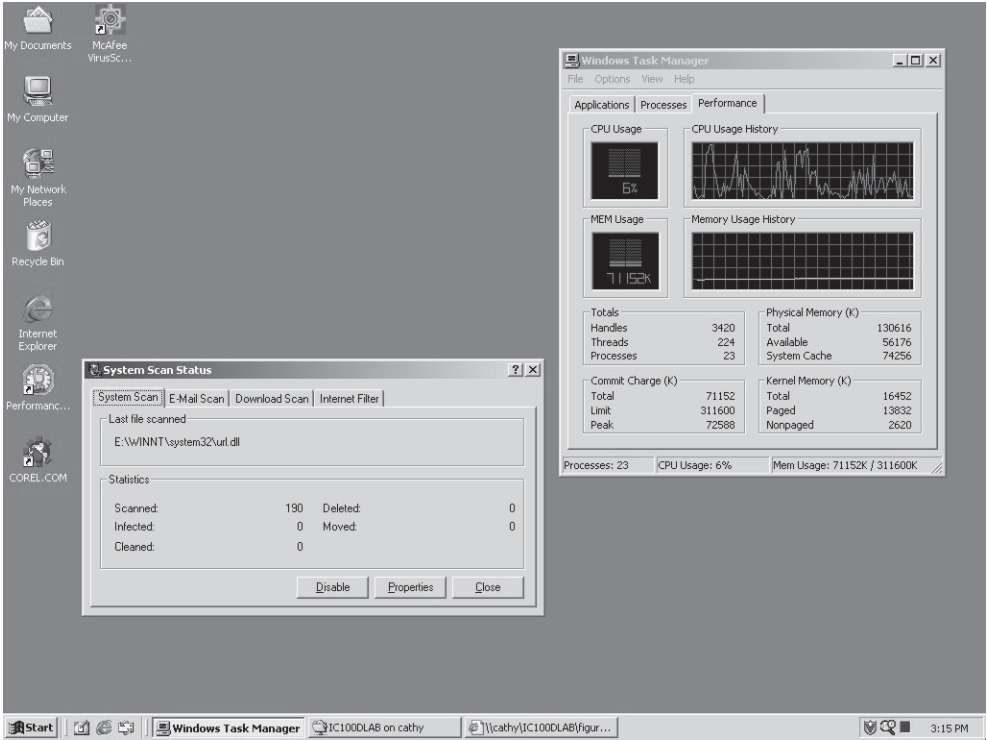 My Documents
McAfee
VirusSc...
My Computer
My Network
Places
Recycle Bin
Internet
Explorer
Performanc...
COREL.COM
Windows Task Manager
File Options View Help
Applications Processes Performance
CPU Usage
6%
CPU Usage History
MEM Usage
71152K
Memory Usage History
Totals
Handles 3420
Threads 224
Processes 23
Physical Memory (K)
Total 130616
Available 56176
System Cache 74256
Commit Charge (K)
Total 71152
Limit 311600
Peak 72588
Kernel Memory (K)
Total 16452
Paged 13832
Nonpaged 2620
Processes: 23 CPU Usage: 6% Mem Usage: 71152K / 311600K
System Scan Status
System Scan E-Mail Scan Download Scan Internet Filter
Last file scanned
E:\WINNT\system32\url.dll
Statistics
Scanned: 190 Deleted: 0
Infected: 0 Moved: 0
Cleaned: 0
Disable Properties Close
Start Windows Task Manager IC100DLAB on cathy \\cathy\IC100DLAB\figur... 3:15 PM